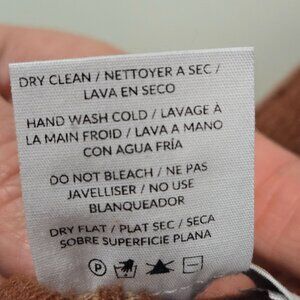 DRY CLEAN / NETTOYER A SEC /
LAVA EN SECO
HAND WASH COLD / LAVAGE À
LA MAIN FROID / LAVA A MANO
CON AGUA FRÍA
DO NOT BLEACH / NE PAS
JAVELLISER / NO USE
BLANQUEADOR
DRY FLAT / PLAT SEC / SECA
SOBRE SUPERFICIE PLANA
P